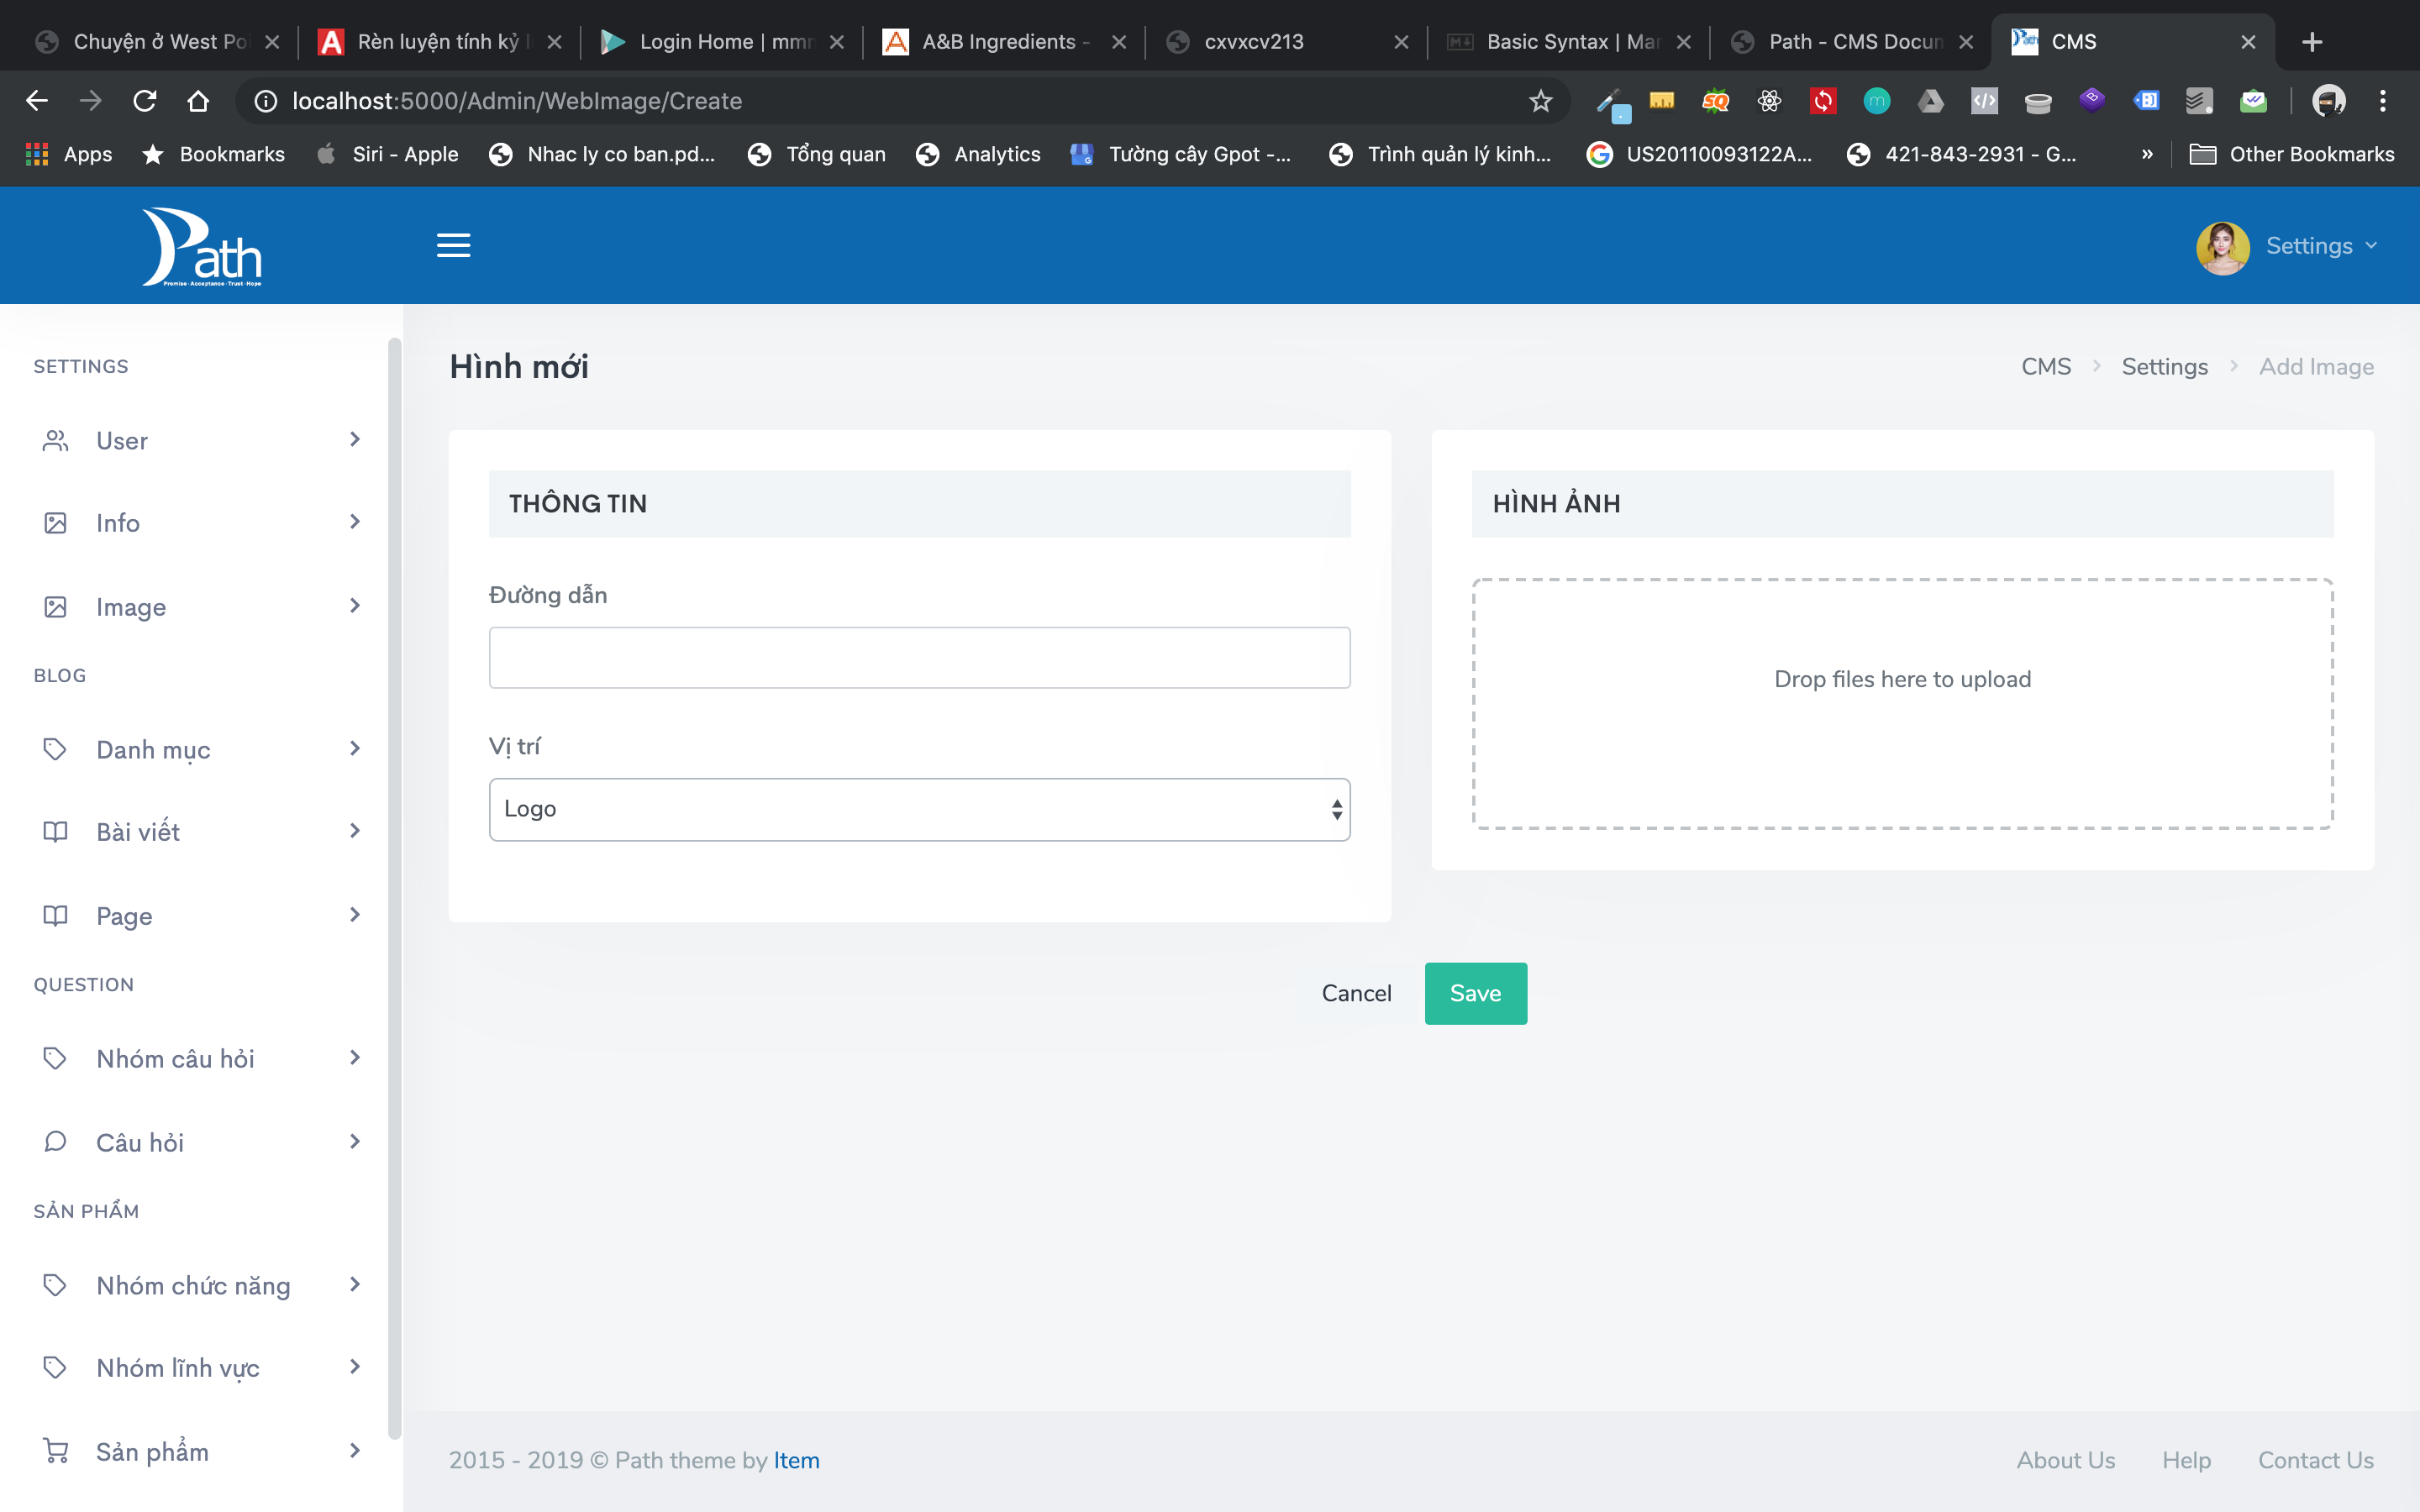 Chuyện ở West Poi
Rèn luyện tính kỷ l
Login Home | mmn
A&B Ingredients -
cxvxcv213
Basic Syntax | Mar
Path - CMS Docum
CMS
localhost:5000/Admin/WebImage/Create
Apps
Bookmarks
Siri - Apple
Nhac ly co ban.pd...
Tổng quan
Analytics
Tường cây Gpot -...
Trình quản lý kinh...
US20110093122A...
421-843-2931 - G...
»
Other Bookmarks
Path
Promise - Acceptance - Trust - Hope
Settings
SETTINGS
User
Info
Image
BLOG
Danh mục
Bài viết
Page
QUESTION
Nhóm câu hỏi
Câu hỏi
SẢN PHẨM
Nhóm chức năng
Nhóm lĩnh vực
Sản phẩm
Hình mới
CMS > Settings > Add Image
THÔNG TIN
Đường dẫn
Vị trí
Logo
HÌNH ẢNH
Drop files here to upload
Cancel
Save
2015 - 2019 © Path theme by Item
About Us
Help
Contact Us